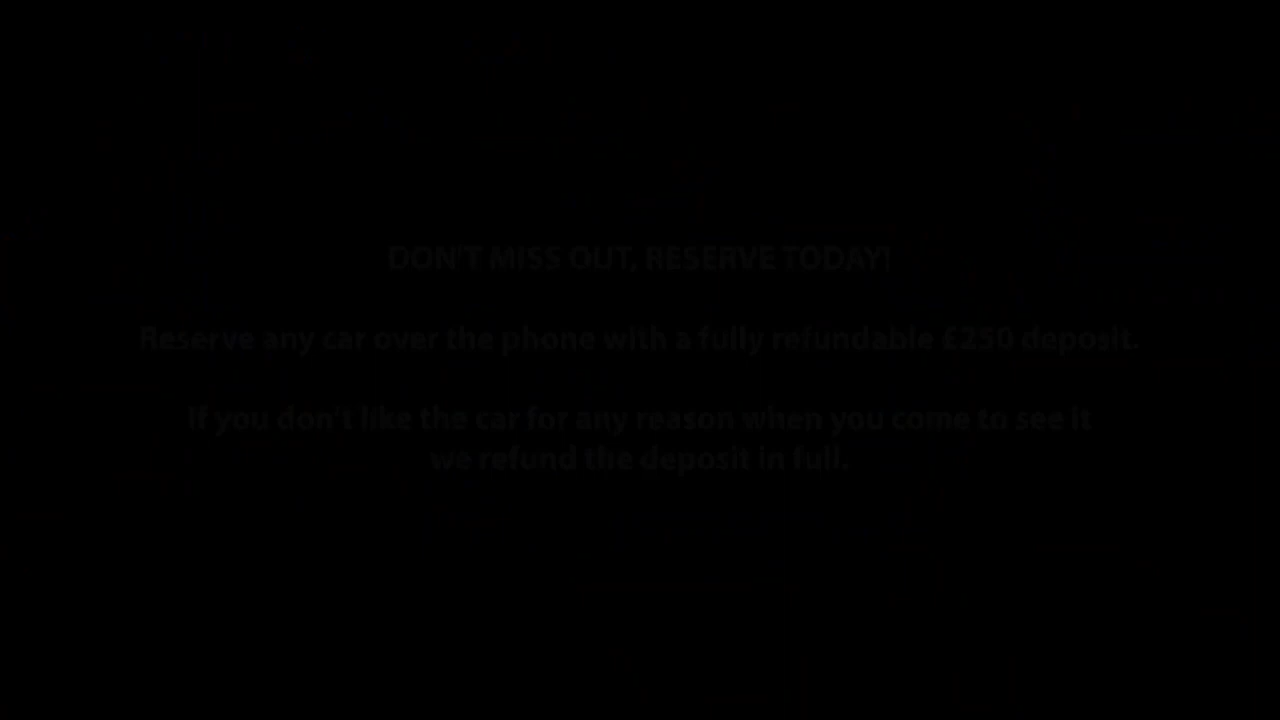 DON'T MISS OUT, RESERVE TODAY!
Reserve any car over the phone with a fully refundable £250 deposit.
If you don't like the car for any reason when you come to see it
we refund the deposit in full.